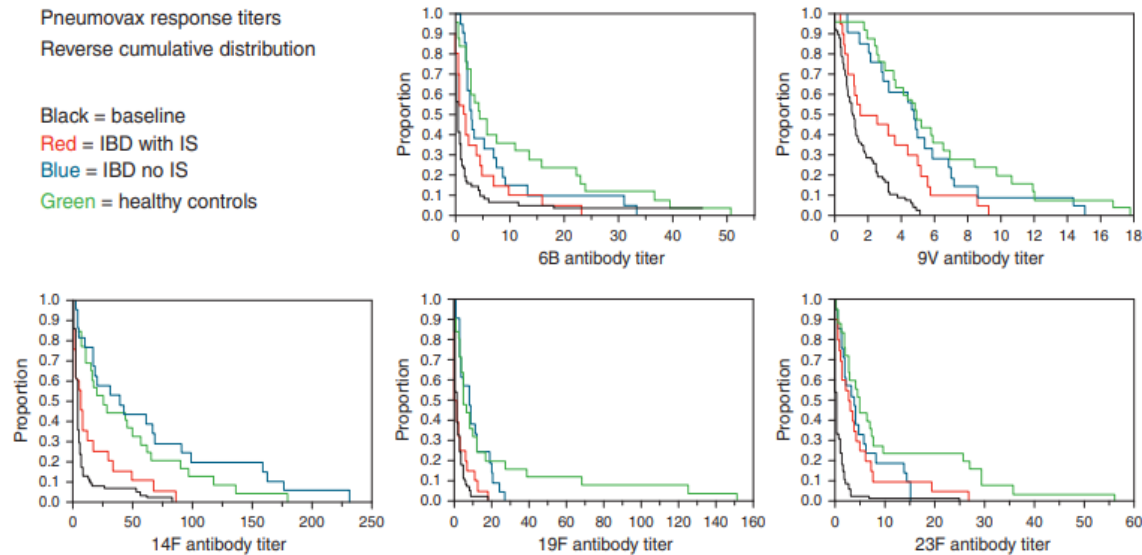 Pneumovax response titers
Reverse cumulative distribution
Black = baseline
Red = IBD with IS
Blue = IBD no IS
Green = healthy controls
Proportion
1.0
0.9
0.8
0.7
0.6
0.5
0.4
0.3
0.2
0.1
0.0
0 10 20 30 40 50
6B antibody titer
Proportion
1.0
0.9
0.8
0.7
0.6
0.5
0.4
0.3
0.2
0.1
0.0
0 2 4 6 8 10 12 14 16 18
9V antibody titer
Proportion
1.0
0.9
0.8
0.7
0.6
0.5
0.4
0.3
0.2
0.1
0.0
0 50 100 150 200 250
14F antibody titer
Proportion
1.0
0.9
0.8
0.7
0.6
0.5
0.4
0.3
0.2
0.1
0.0
0 20 40 60 80 100 120 140 160
19F antibody titer
Proportion
1.0
0.9
0.8
0.7
0.6
0.5
0.4
0.3
0.2
0.1
0.0
0 10 20 30 40 50 60
23F antibody titer